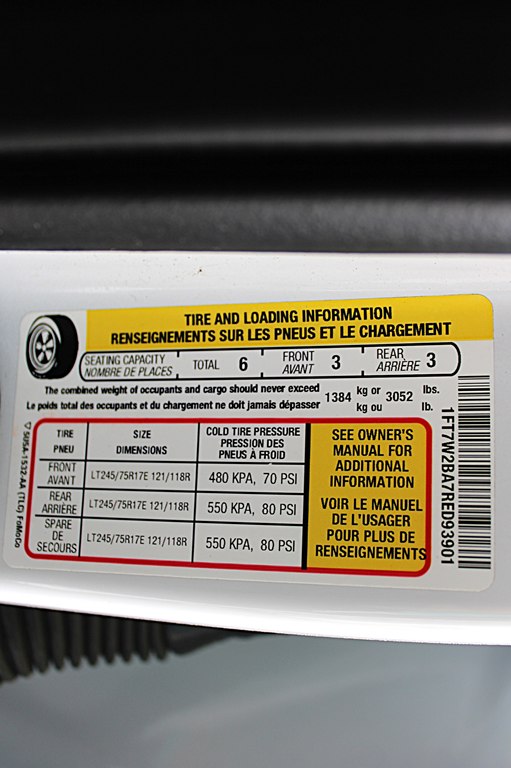 TIRE AND LOADING INFORMATION
RENSEIGNEMENTS SUR LES PNEUS ET LE CHARGEMENT
SEATING CAPACITY TOTAL 6 FRONT 3 REAR 3
NOMBRE DE PLACES AVANT ARRIÈRE
The combined weight of occupants and cargo should never exceed 1384 kg or 3052 lbs.
Le poids total des occupants et du chargement ne doit jamais dépasser kg ou lb.
TIRE SIZE COLD TIRE PRESSURE
PNEU DIMENSIONS PRESSION DES
PNEUS À FROID
FRONT
AVANT LT245/75R17E 121/118R 480 KPA, 70 PSI
REAR
ARRIÈRE LT245/75R17E 121/118R 550 KPA, 80 PSI
SPARE
DE
SECOURS LT245/75R17E 121/118R 550 KPA, 80 PSI
SEE OWNER'S
MANUAL FOR
ADDITIONAL
INFORMATION
VOIR LE MANUEL
DE L'USAGER
POUR PLUS DE
RENSEIGNEMENTS
1FT7W2BA7RED93901
▽ 5U5A-1532-AA (TLC) FoMoCo